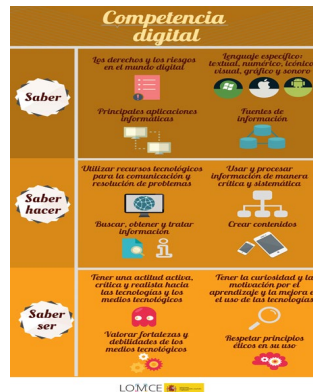 Competencia
digital
Saber
Los derechos y los riesgos
en el mundo digital
Lenguaje específico:
textual, numérico, icónico
visual, gráfico y sonoro
Principales aplicaciones
informáticas
Fuentes de
información
Saber
hacer
Utilizar recursos tecnológicos
para la comunicación y
resolución de problemas
Usar y procesar
información de manera
crítica y sistemática
Buscar, obtener y tratar
información
Crear contenidos
Saber
ser
Tener una actitud activa,
crítica y realista hacia
las tecnologías y los
medios tecnológicos
Tener la curiosidad y la
motivación por el
aprendizaje y la mejora e
el uso de las tecnologías
Valorar fortalezas y
debilidades de los
medios tecnológicos
Respetar principios
éticos en su uso
LOMCE